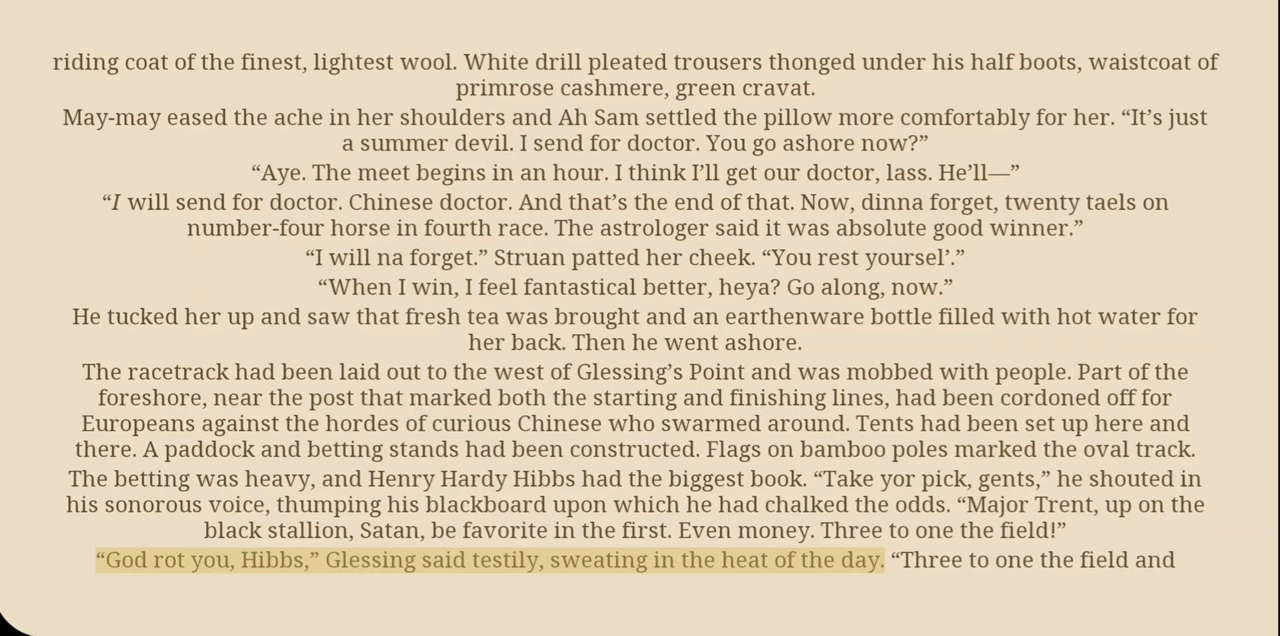 riding coat of the finest, lightest wool. White drill pleated trousers thonged under his half boots, waistcoat of
primrose cashmere, green cravat.
May-may eased the ache in her shoulders and Ah Sam settled the pillow more comfortably for her. “It’s just
a summer devil. I send for doctor. You go ashore now?”
“Aye. The meet begins in an hour. I think I’ll get our doctor, lass. He’ll—”
“I will send for doctor. Chinese doctor. And that’s the end of that. Now, dinna forget, twenty taels on
number-four horse in fourth race. The astrologer said it was absolute good winner.”
“I will na forget.” Struan patted her cheek. “You rest yoursel’.”
“When I win, I feel fantastical better, heya? Go along, now.”
He tucked her up and saw that fresh tea was brought and an earthenware bottle filled with hot water for
her back. Then he went ashore.
The racetrack had been laid out to the west of Glessing’s Point and was mobbed with people. Part of the
foreshore, near the post that marked both the starting and finishing lines, had been cordoned off for
Europeans against the hordes of curious Chinese who swarmed around. Tents had been set up here and
there. A paddock and betting stands had been constructed. Flags on bamboo poles marked the oval track.
The betting was heavy, and Henry Hardy Hibbs had the biggest book. “Take yor pick, gents,” he shouted in
his sonorous voice, thumping his blackboard upon which he had chalked the odds. “Major Trent, up on the
black stallion, Satan, be favorite in the first. Even money. Three to one the field!”
“God rot you, Hibbs,” Glessing said testily, sweating in the heat of the day. “Three to one the field and